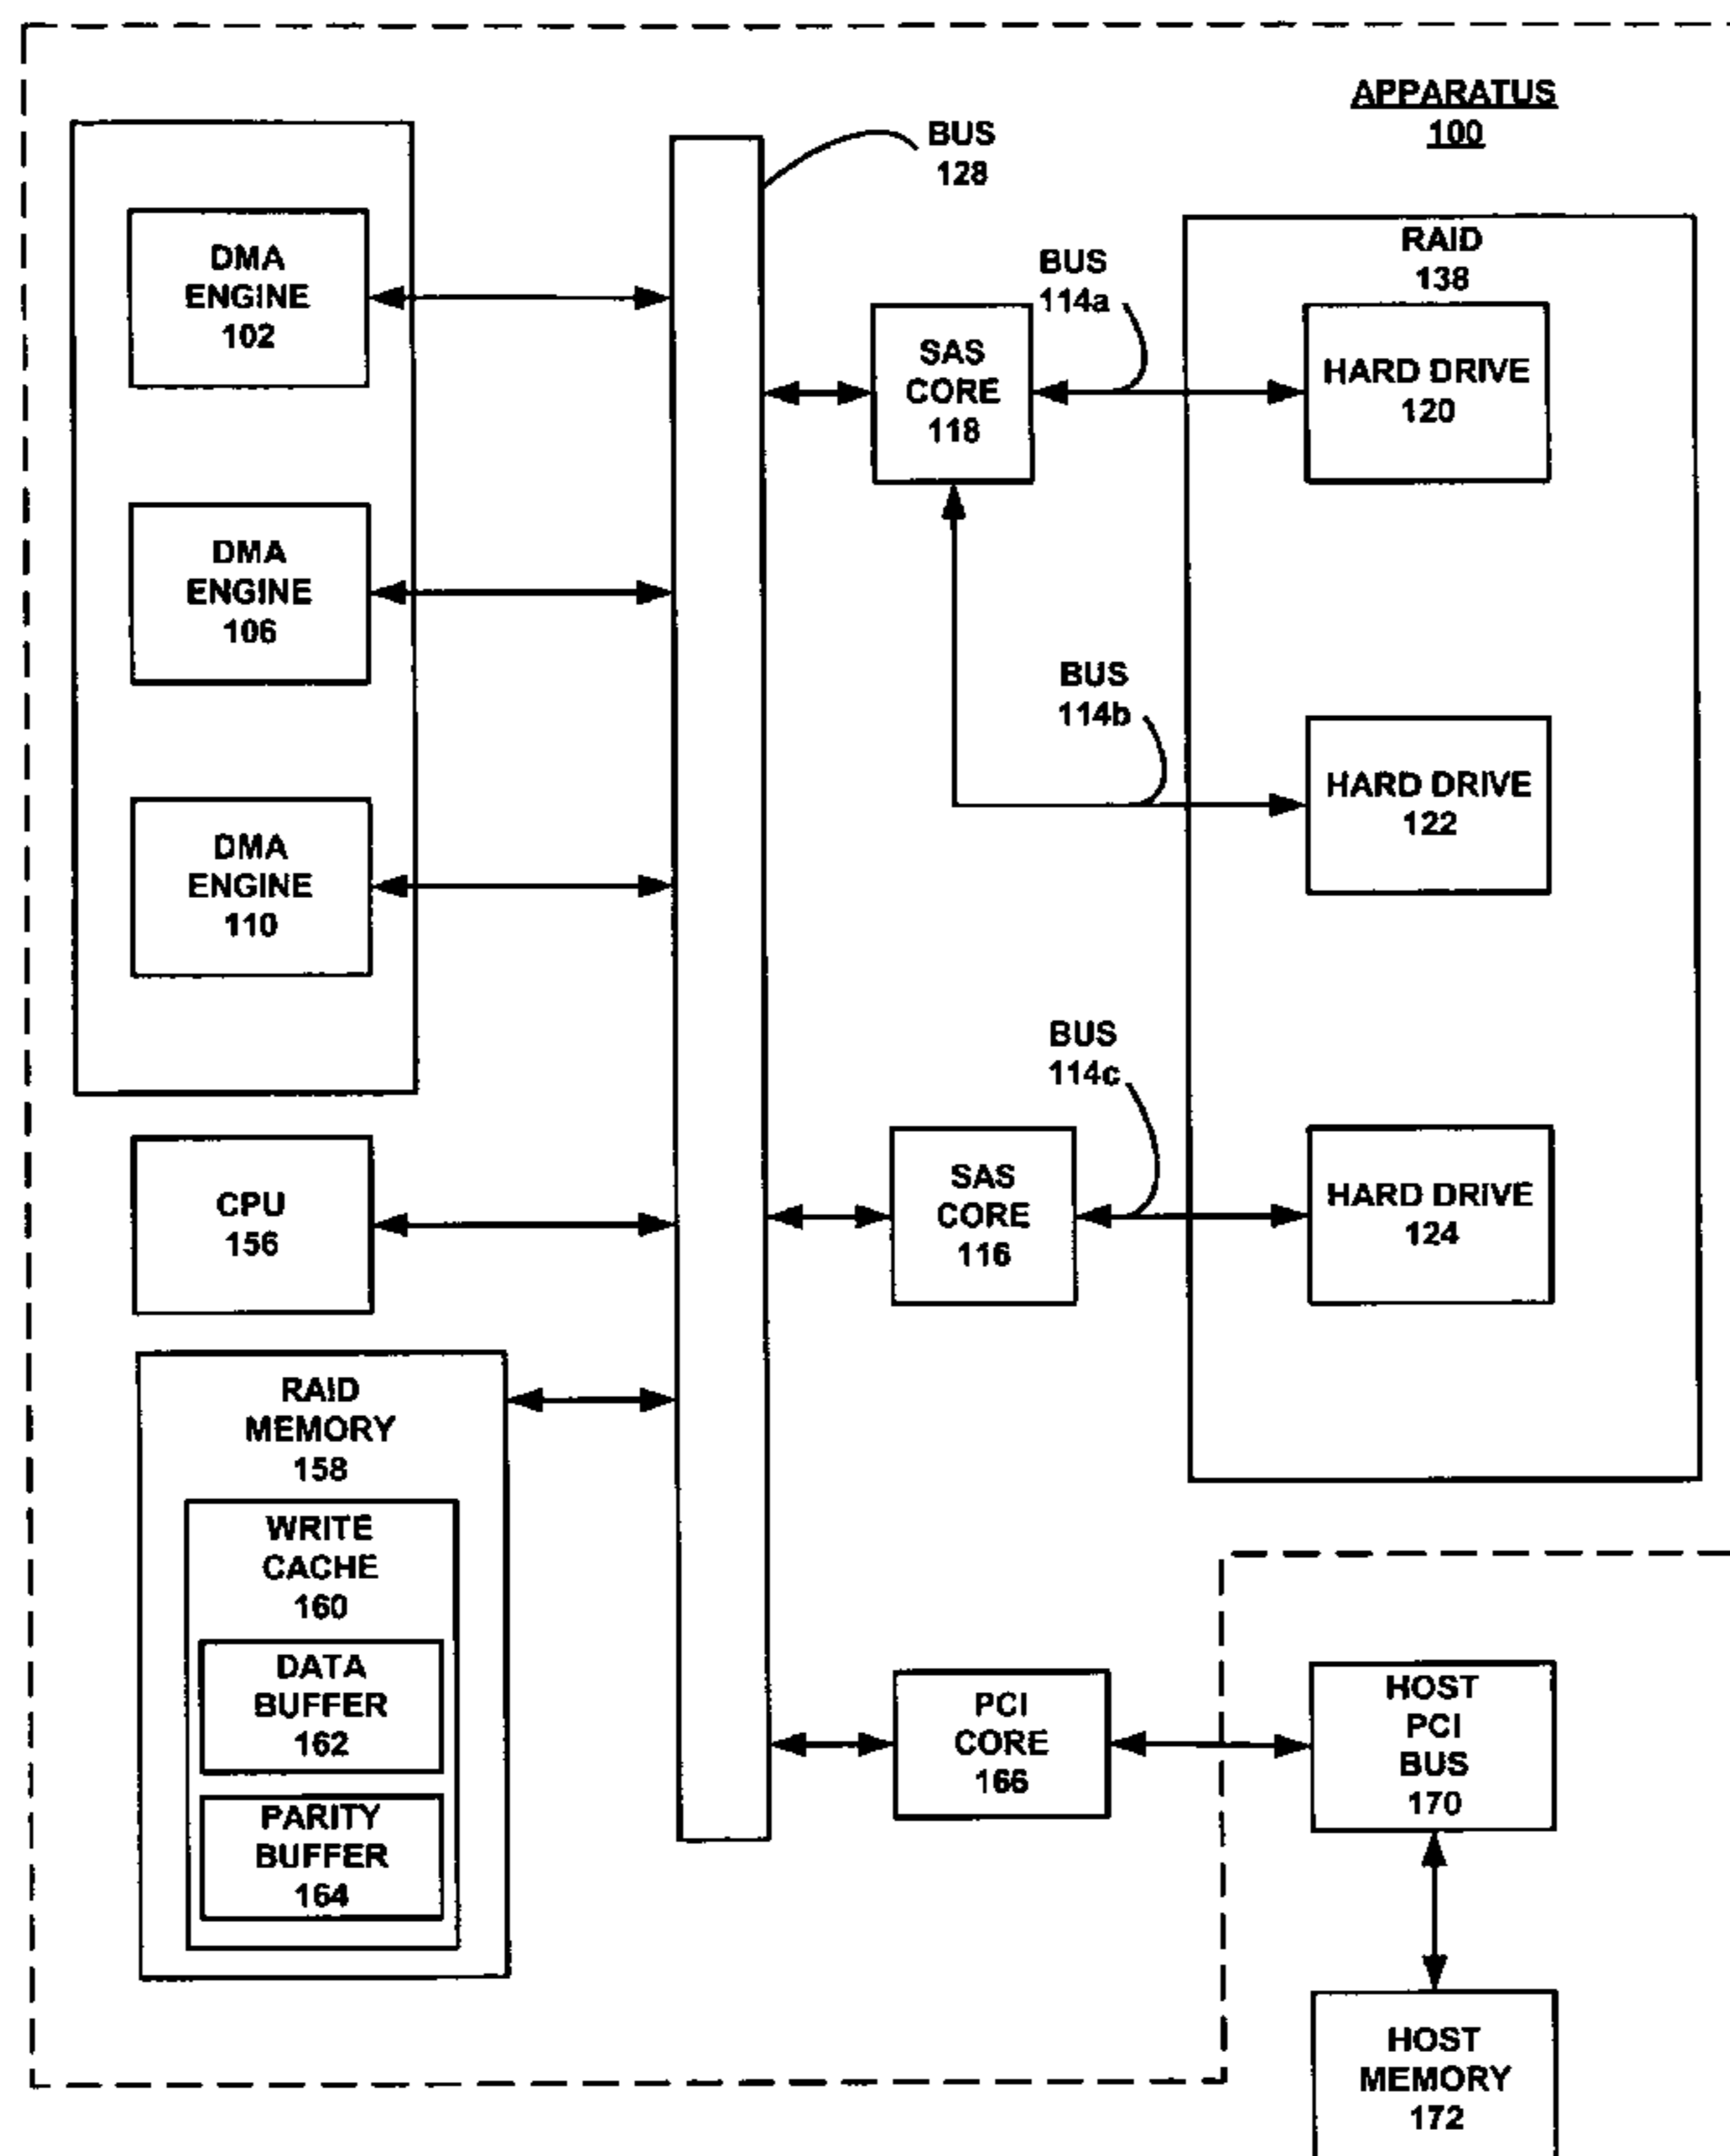 APPARATUS
100
BUS
128
DMA
ENGINE
102
DMA
ENGINE
106
DMA
ENGINE
110
CPU
156
RAID
MEMORY
158
WRITE
CACHE
160
DATA
BUFFER
162
PARITY
BUFFER
164
SAS
CORE
118
BUS
114a
BUS
114b
SAS
CORE
116
BUS
114c
RAID
138
HARD DRIVE
120
HARD DRIVE
122
HARD DRIVE
124
PCI
CORE
166
HOST
PCI
BUS
170
HOST
MEMORY
172